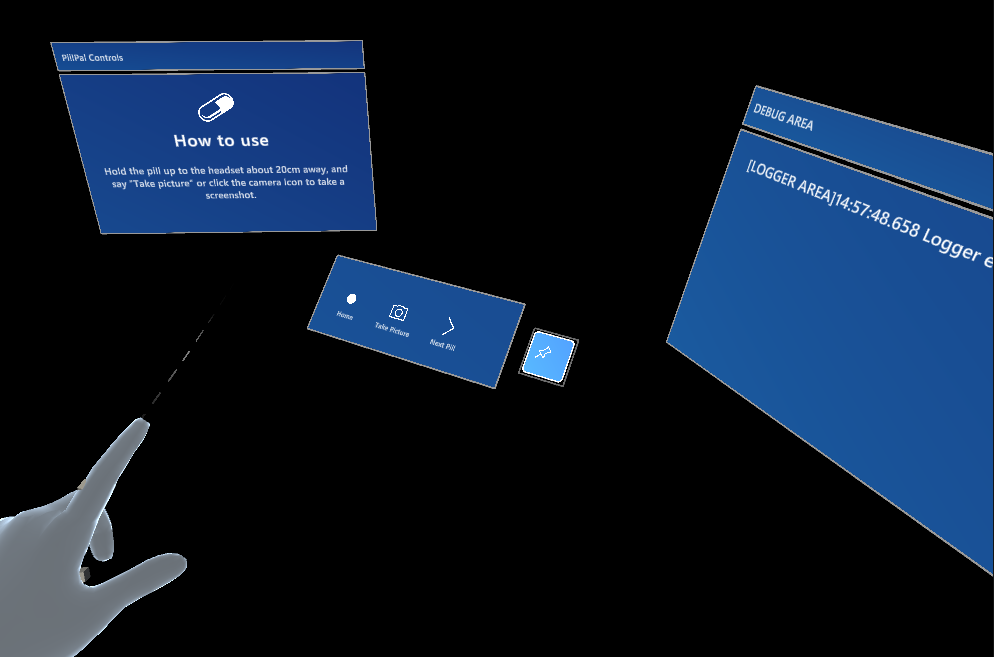 PillPal Controls
How to use
Hold the pill up to the headset about 20cm away, and
say "Take picture" or click the camera icon to take a
screenshot.
Home
Take Picture
Next Pill
DEBUG AREA
[LOGGER AREA]14:57:48.658 Logger e